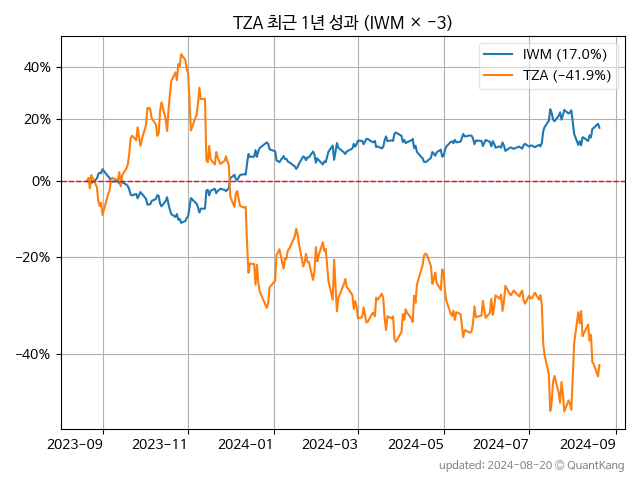 TZA 최근 1년 성과 (IWM × -3)
IWM (17.0%)
TZA (-41.9%)
40%
20%
0%
-20%
-40%
2023-09 2023-11 2024-01 2024-03 2024-05 2024-07 2024-09
updated: 2024-08-20 © QuantKang